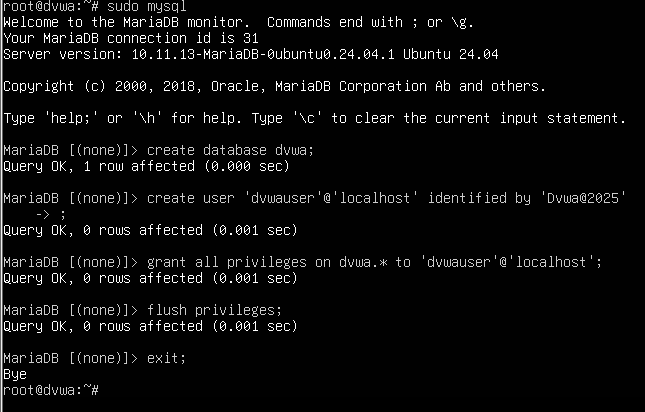 root@dvwa:~# sudo mysql
Welcome to the MariaDB monitor.  Commands end with ; or \g.
Your MariaDB connection id is 31
Server version: 10.11.13-MariaDB-0ubuntu0.24.04.1 Ubuntu 24.04
Copyright (c) 2000, 2018, Oracle, MariaDB Corporation Ab and others.
Type 'help;' or '\h' for help. Type '\c' to clear the current input statement.
MariaDB [(none)]> create database dvwa;
Query OK, 1 row affected (0.000 sec)
MariaDB [(none)]> create user 'dvwauser'@'localhost' identified by 'Dvwa@2025'
    -> ;
Query OK, 0 rows affected (0.001 sec)
MariaDB [(none)]> grant all privileges on dvwa.* to 'dvwauser'@'localhost';
Query OK, 0 rows affected (0.001 sec)
MariaDB [(none)]> flush privileges;
Query OK, 0 rows affected (0.001 sec)
MariaDB [(none)]> exit;
Bye
root@dvwa:~#